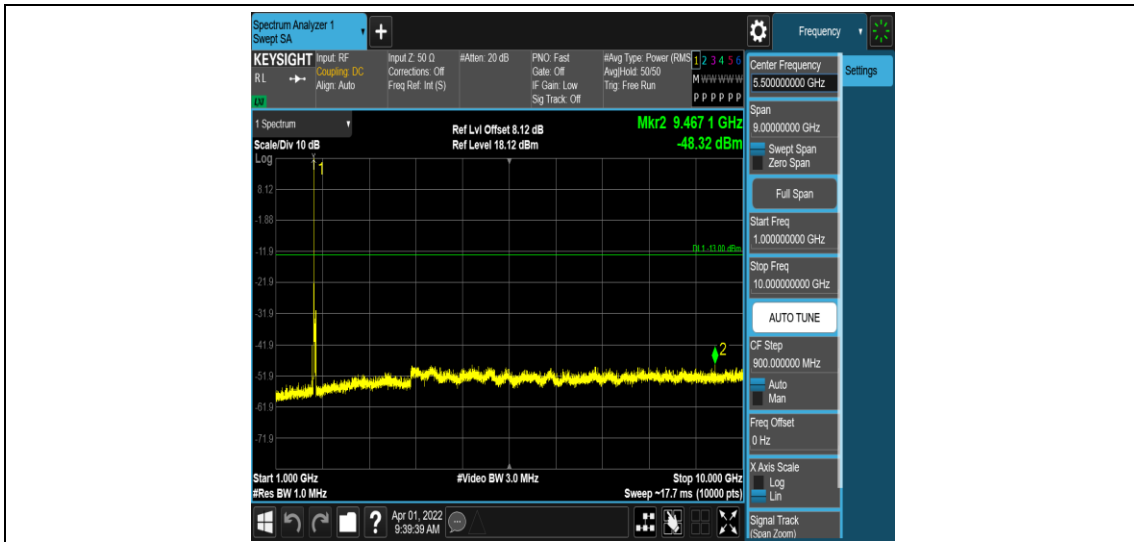 Spectrum Analyzer 1
Swept SA
+
Frequency
KEYSIGHT
RL
LXI
Input: RF
Coupling: DC
Align: Auto
Input Z: 50 Ω
Corrections: Off
Freq Ref: Int (S)
#Atten: 20 dB
PNO: Fast
Gate: Off
IF Gain: Low
Sig Track: Off
#Avg Type: Power (RMS
Avg|Hold: 50/50
Trig: Free Run
1 2 3 4 5 6
M W W W W W
P P P P P P
1 Spectrum
Scale/Div 10 dB
Log
Ref Lvl Offset 8.12 dB
Ref Level 18.12 dBm
Mkr2 9.467 1 GHz
-48.32 dBm
1
8.12
-1.88
-11.9
DL1 -13.00 dBm
-21.9
-31.9
-41.9
2
-51.9
-61.9
-71.9
Start 1.000 GHz
#Res BW 1.0 MHz
#Video BW 3.0 MHz
Stop 10.000 GHz
Sweep ~17.7 ms (10000 pts)
?
Apr 01, 2022
9:39:39 AM
Center Frequency
5.500000000 GHz
Settings
Span
9.00000000 GHz
Swept Span
Zero Span
Full Span
Start Freq
1.000000000 GHz
Stop Freq
10.000000000 GHz
AUTO TUNE
CF Step
900.000000 MHz
Auto
Man
Freq Offset
0 Hz
X Axis Scale
Log
Lin
Signal Track
(Span Zoom)